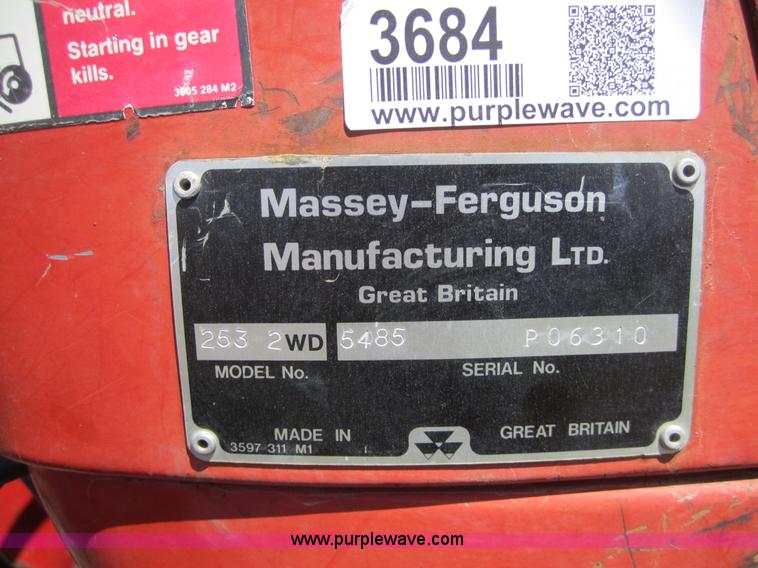 neutral.
Starting in gear
kills.
3605 284 M2
3684
www.purplewave.com
Massey-Ferguson
Manufacturing LTD.
Great Britain
253 2WD 5485 P06310
MODEL No. SERIAL No.
MADE IN GREAT BRITAIN
3597 311 M1
www.purplewave.com